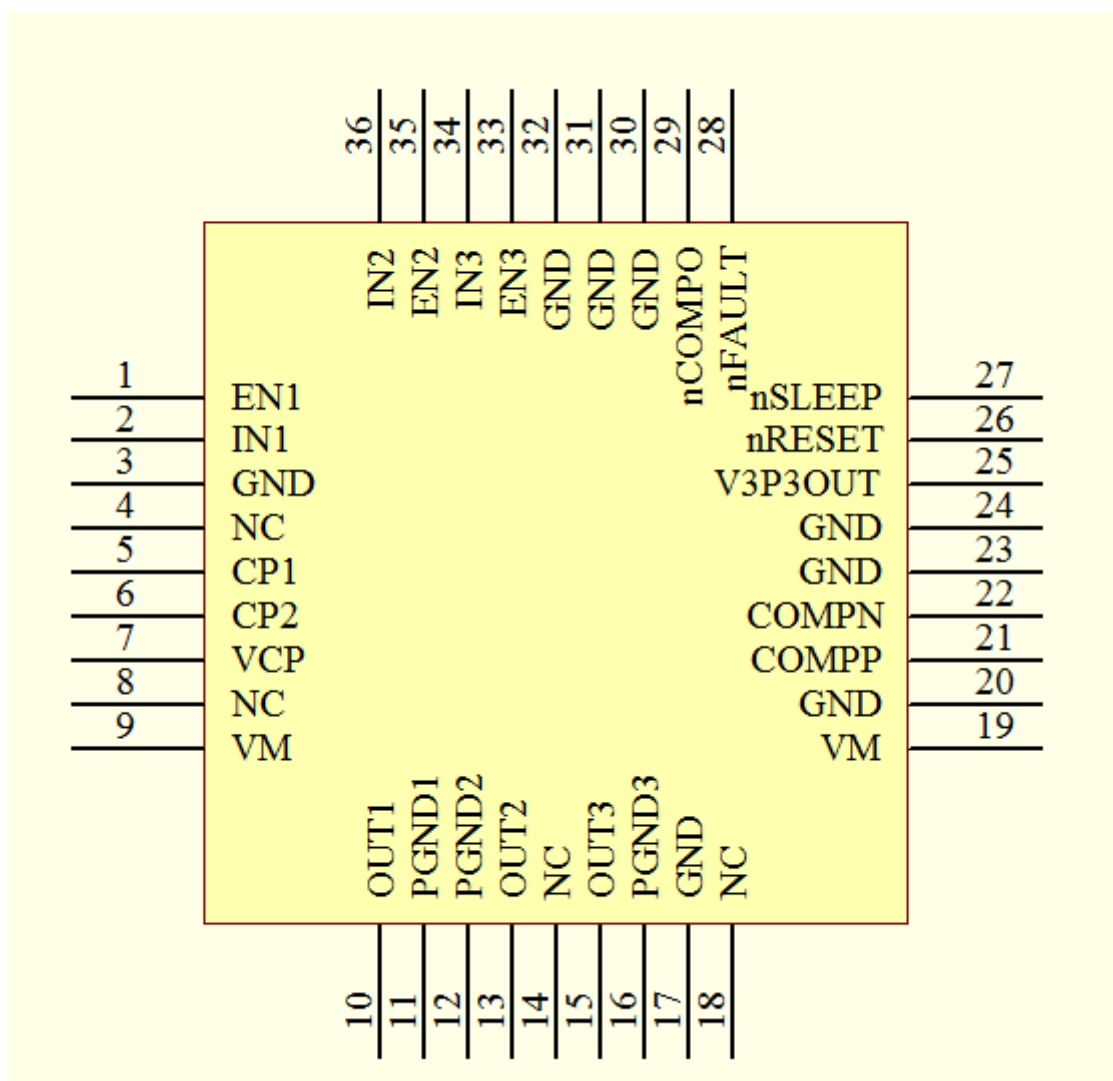 36 35 34 33 32 31 30 29 28
IN2 EN2 IN3 EN3 GND GND GND nCOMPO nFAULT
1 EN1 nSLEEP 27
2 IN1 nRESET 26
3 GND V3P3OUT 25
4 NC GND 24
5 CP1 GND 23
6 CP2 COMPN 22
7 VCP COMPP 21
8 NC GND 20
9 VM VM 19
OUT1 PGND1 PGND2 OUT2 NC OUT3 PGND3 GND NC
10 11 12 13 14 15 16 17 18